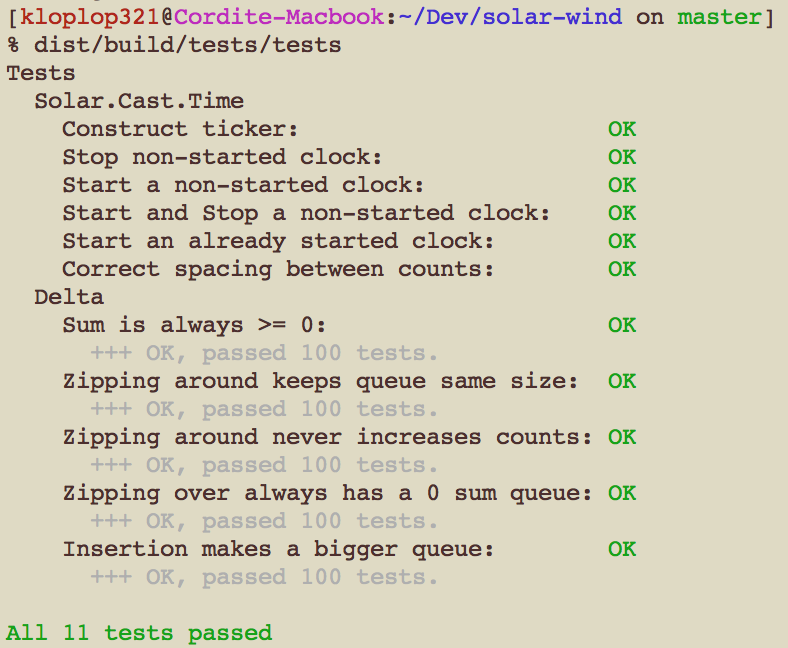 [kloplop321@Cordite-Macbook:~/Dev/solar-wind on master]
% dist/build/tests/tests
Tests
  Solar.Cast.Time
    Construct ticker:                      OK
    Stop non-started clock:                OK
    Start a non-started clock:             OK
    Start and Stop a non-started clock:    OK
    Start an already started clock:        OK
    Correct spacing between counts:        OK
  Delta
    Sum is always >= 0:                    OK
      +++ OK, passed 100 tests.
    Zipping around keeps queue same size:  OK
      +++ OK, passed 100 tests.
    Zipping around never increases counts: OK
      +++ OK, passed 100 tests.
    Zipping over always has a 0 sum queue: OK
      +++ OK, passed 100 tests.
    Insertion makes a bigger queue:        OK
      +++ OK, passed 100 tests.

All 11 tests passed